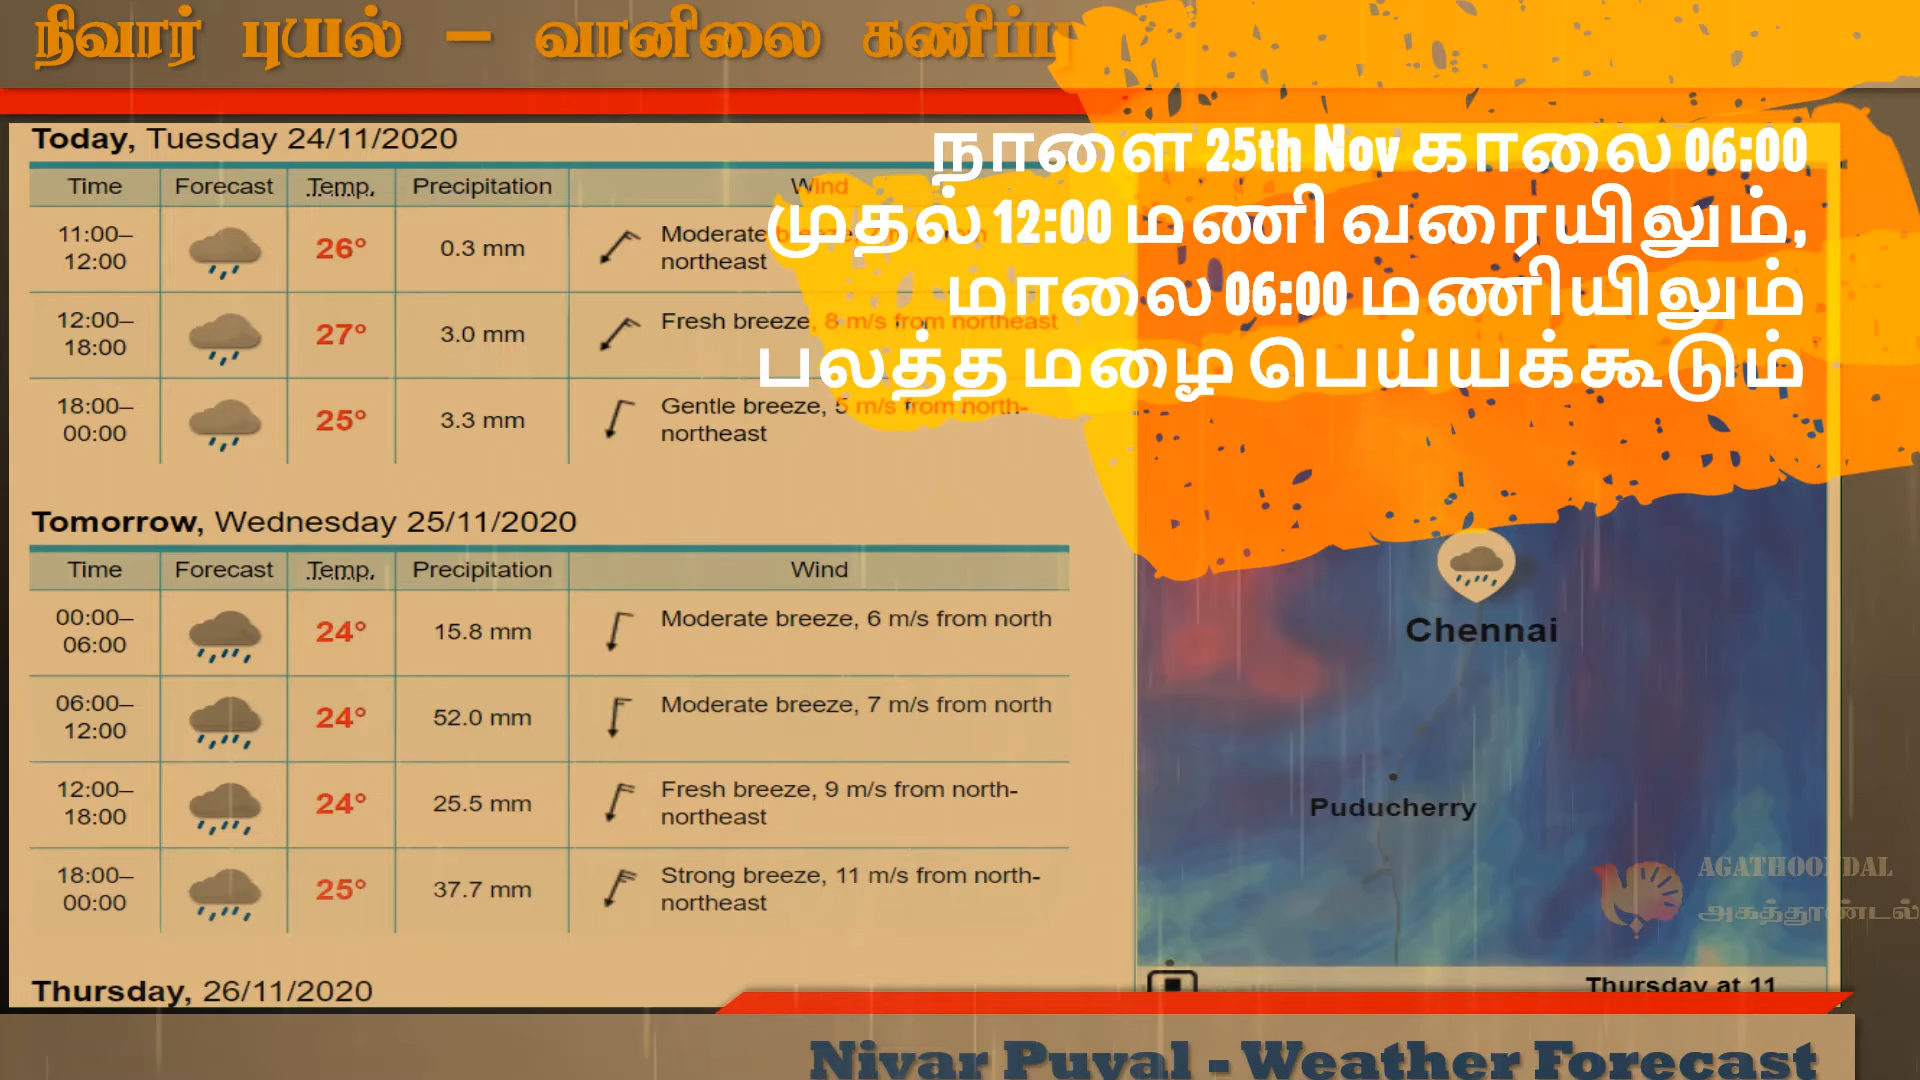 நிவார் புயல் – வானிலை கணிப்பு
நாளை 25th Nov காலை 06:00
முதல் 12:00 மணி வரையிலும்,
மாலை 06:00 மணியிலும்
பலத்த மழை பெய்யக்கூடும்
Today, Tuesday 24/11/2020
Time Forecast Temp. Precipitation Wind
11:00–12:00 26° 0.3 mm Moderate northeast
12:00–18:00 27° 3.0 mm Fresh breeze, 8 m/s from northeast
18:00–00:00 25° 3.3 mm Gentle breeze, 5 m/s from north-northeast
Tomorrow, Wednesday 25/11/2020
Time Forecast Temp. Precipitation Wind
00:00–06:00 24° 15.8 mm Moderate breeze, 6 m/s from north
06:00–12:00 24° 52.0 mm Moderate breeze, 7 m/s from north
12:00–18:00 24° 25.5 mm Fresh breeze, 9 m/s from north-northeast
18:00–00:00 25° 37.7 mm Strong breeze, 11 m/s from north-northeast
Thursday, 26/11/2020
Chennai
Puducherry
AGATHOONDAL
அகத்தூண்டல்
Thursday at 11
Nivar Puyal - Weather Forecast